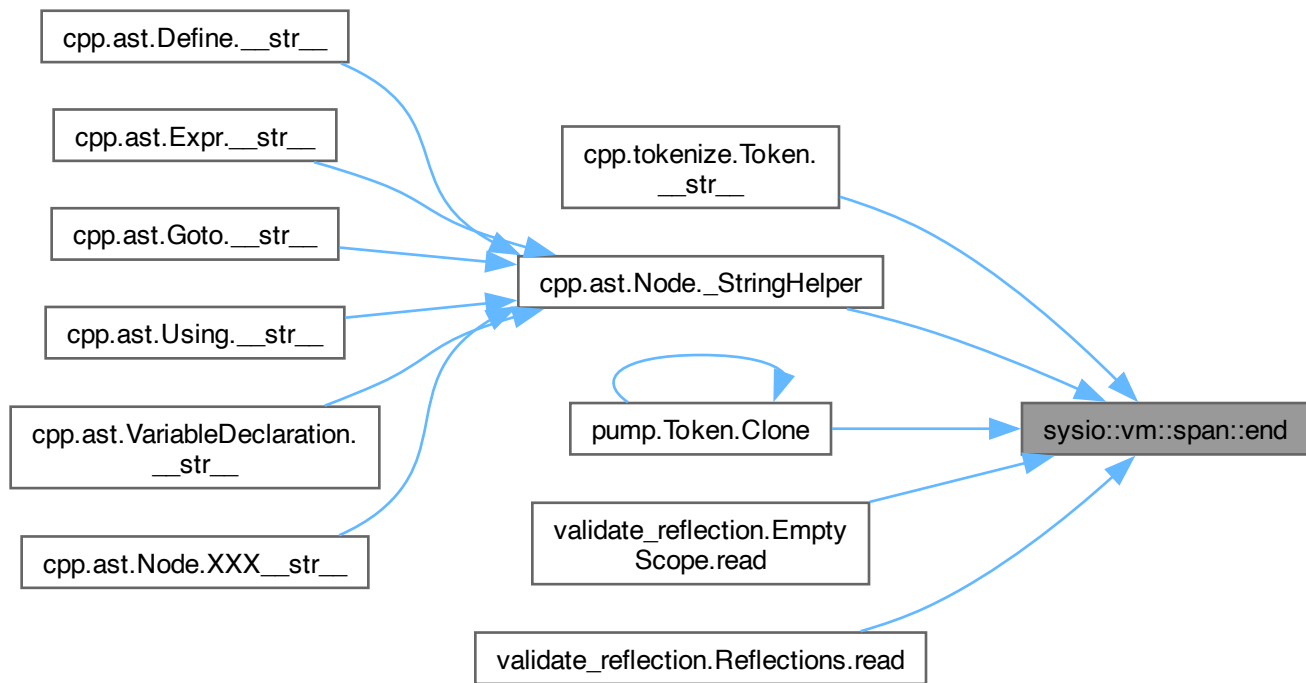 cpp.ast.Define.__str__
cpp.ast.Expr.__str__
cpp.ast.Goto.__str__
cpp.ast.Using.__str__
cpp.ast.VariableDeclaration.
__str__
cpp.ast.Node.XXX__str__
cpp.tokenize.Token.
__str__
cpp.ast.Node._StringHelper
pump.Token.Clone
validate_reflection.Empty
Scope.read
validate_reflection.Reflections.read
sysio::vm::span::end